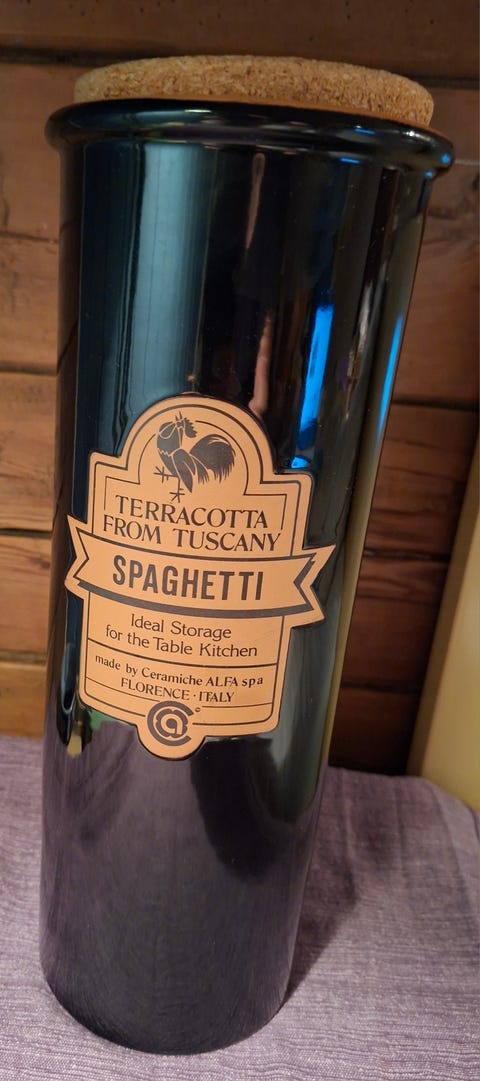 TERRACOTTA
FROM TUSCANY
SPAGHETTI
Ideal Storage
for the Table Kitchen
made by Ceramiche ALFA spa
FLORENCE · ITALY
©